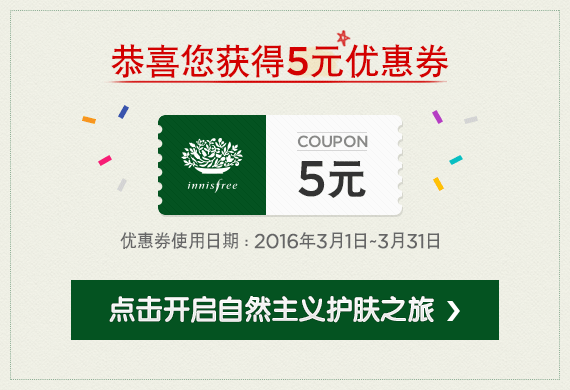 恭喜您获得5元优惠券
innisfree
COUPON
5元
优惠券使用日期：2016年3月1日~3月31日
点击开启自然主义护肤之旅 ❯